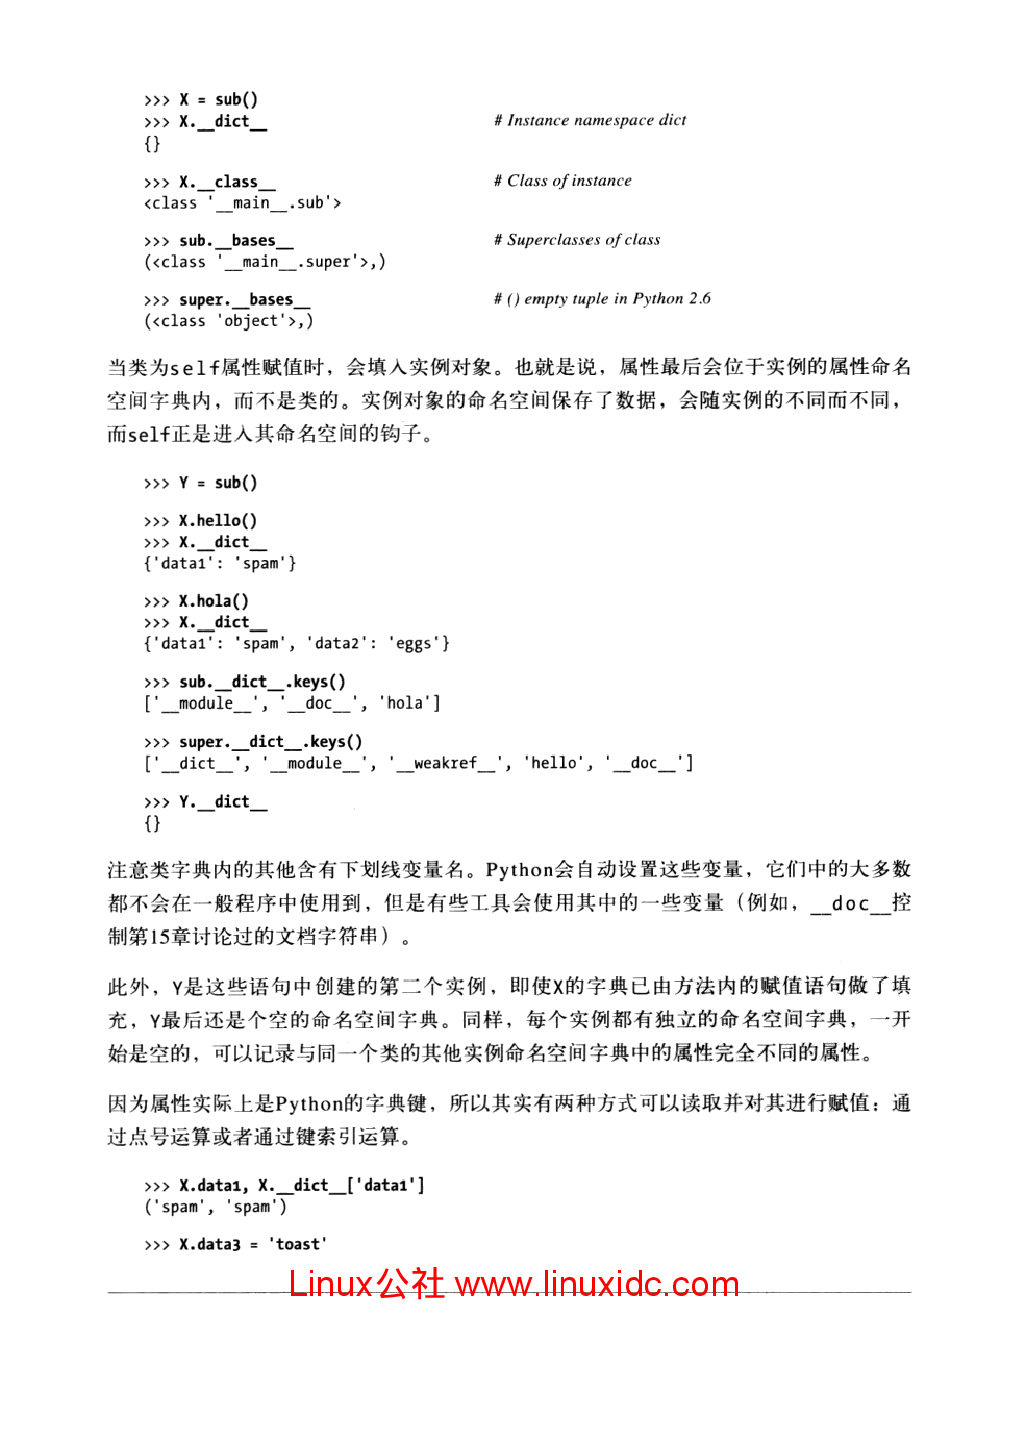 >>> X = sub()
>>> X.__dict__ # Instance namespace dict
{}
>>> X.__class__ # Class of instance
<class '__main__.sub'>
>>> sub.__bases__ # Superclasses of class
(<class '__main__.super'>,)
>>> super.__bases__ # () empty tuple in Python 2.6
(<class 'object'>,)
当类为self属性赋值时，会填入实例对象。也就是说，属性最后会位于实例的属性命名
空间字典内，而不是类的。实例对象的命名空间保存了数据，会随实例的不同而不同，
而self正是进入其命名空间的钩子。
>>> Y = sub()
>>> X.hello()
>>> X.__dict__
{'data1': 'spam'}
>>> X.hola()
>>> X.__dict__
{'data1': 'spam', 'data2': 'eggs'}
>>> sub.__dict__.keys()
['__module__', '__doc__', 'hola']
>>> super.__dict__.keys()
['__dict__', '__module__', '__weakref__', 'hello', '__doc__']
>>> Y.__dict__
{}
注意类字典内的其他含有下划线变量名。Python会自动设置这些变量，它们中的大多数
都不会在一般程序中使用到，但是有些工具会使用其中的一些变量（例如，__doc__控
制第15章讨论过的文档字符串）。
此外，Y是这些语句中创建的第二个实例，即使X的字典已由方法内的赋值语句做了填
充，Y最后还是个空的命名空间字典。同样，每个实例都有独立的命名空间字典，一开
始是空的，可以记录与同一个类的其他实例命名空间字典中的属性完全不同的属性。
因为属性实际上是Python的字典键，所以其实有两种方式可以读取并对其进行赋值：通
过点号运算或者通过键索引运算。
>>> X.data1, X.__dict__['data1']
('spam', 'spam')
>>> X.data3 = 'toast'
Linux公社 www.linuxidc.com